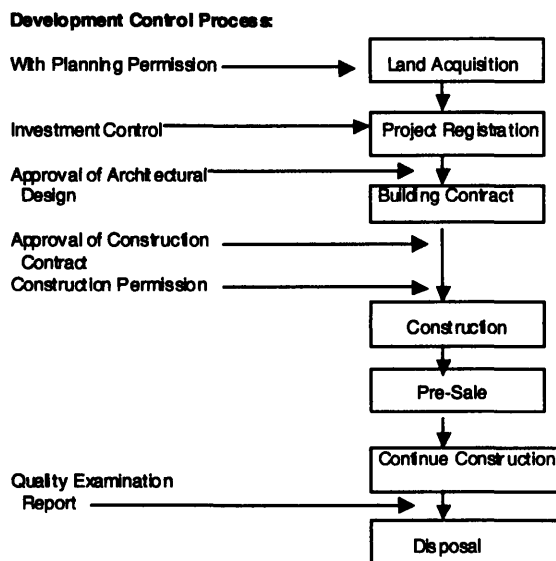 Development Control Process:
With Planning Permission
Land Acquisition
Investment Control
Project Registration
Approval of Architectural
Design
Building Contract
Approval of Construction
Contract
Construction Permission
Construction
Pre-Sale
Continue Construction
Quality Examination
Report
Disposal